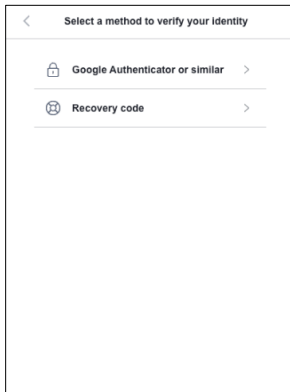 Select a method to verify your identity
Google Authenticator or similar
Recovery code